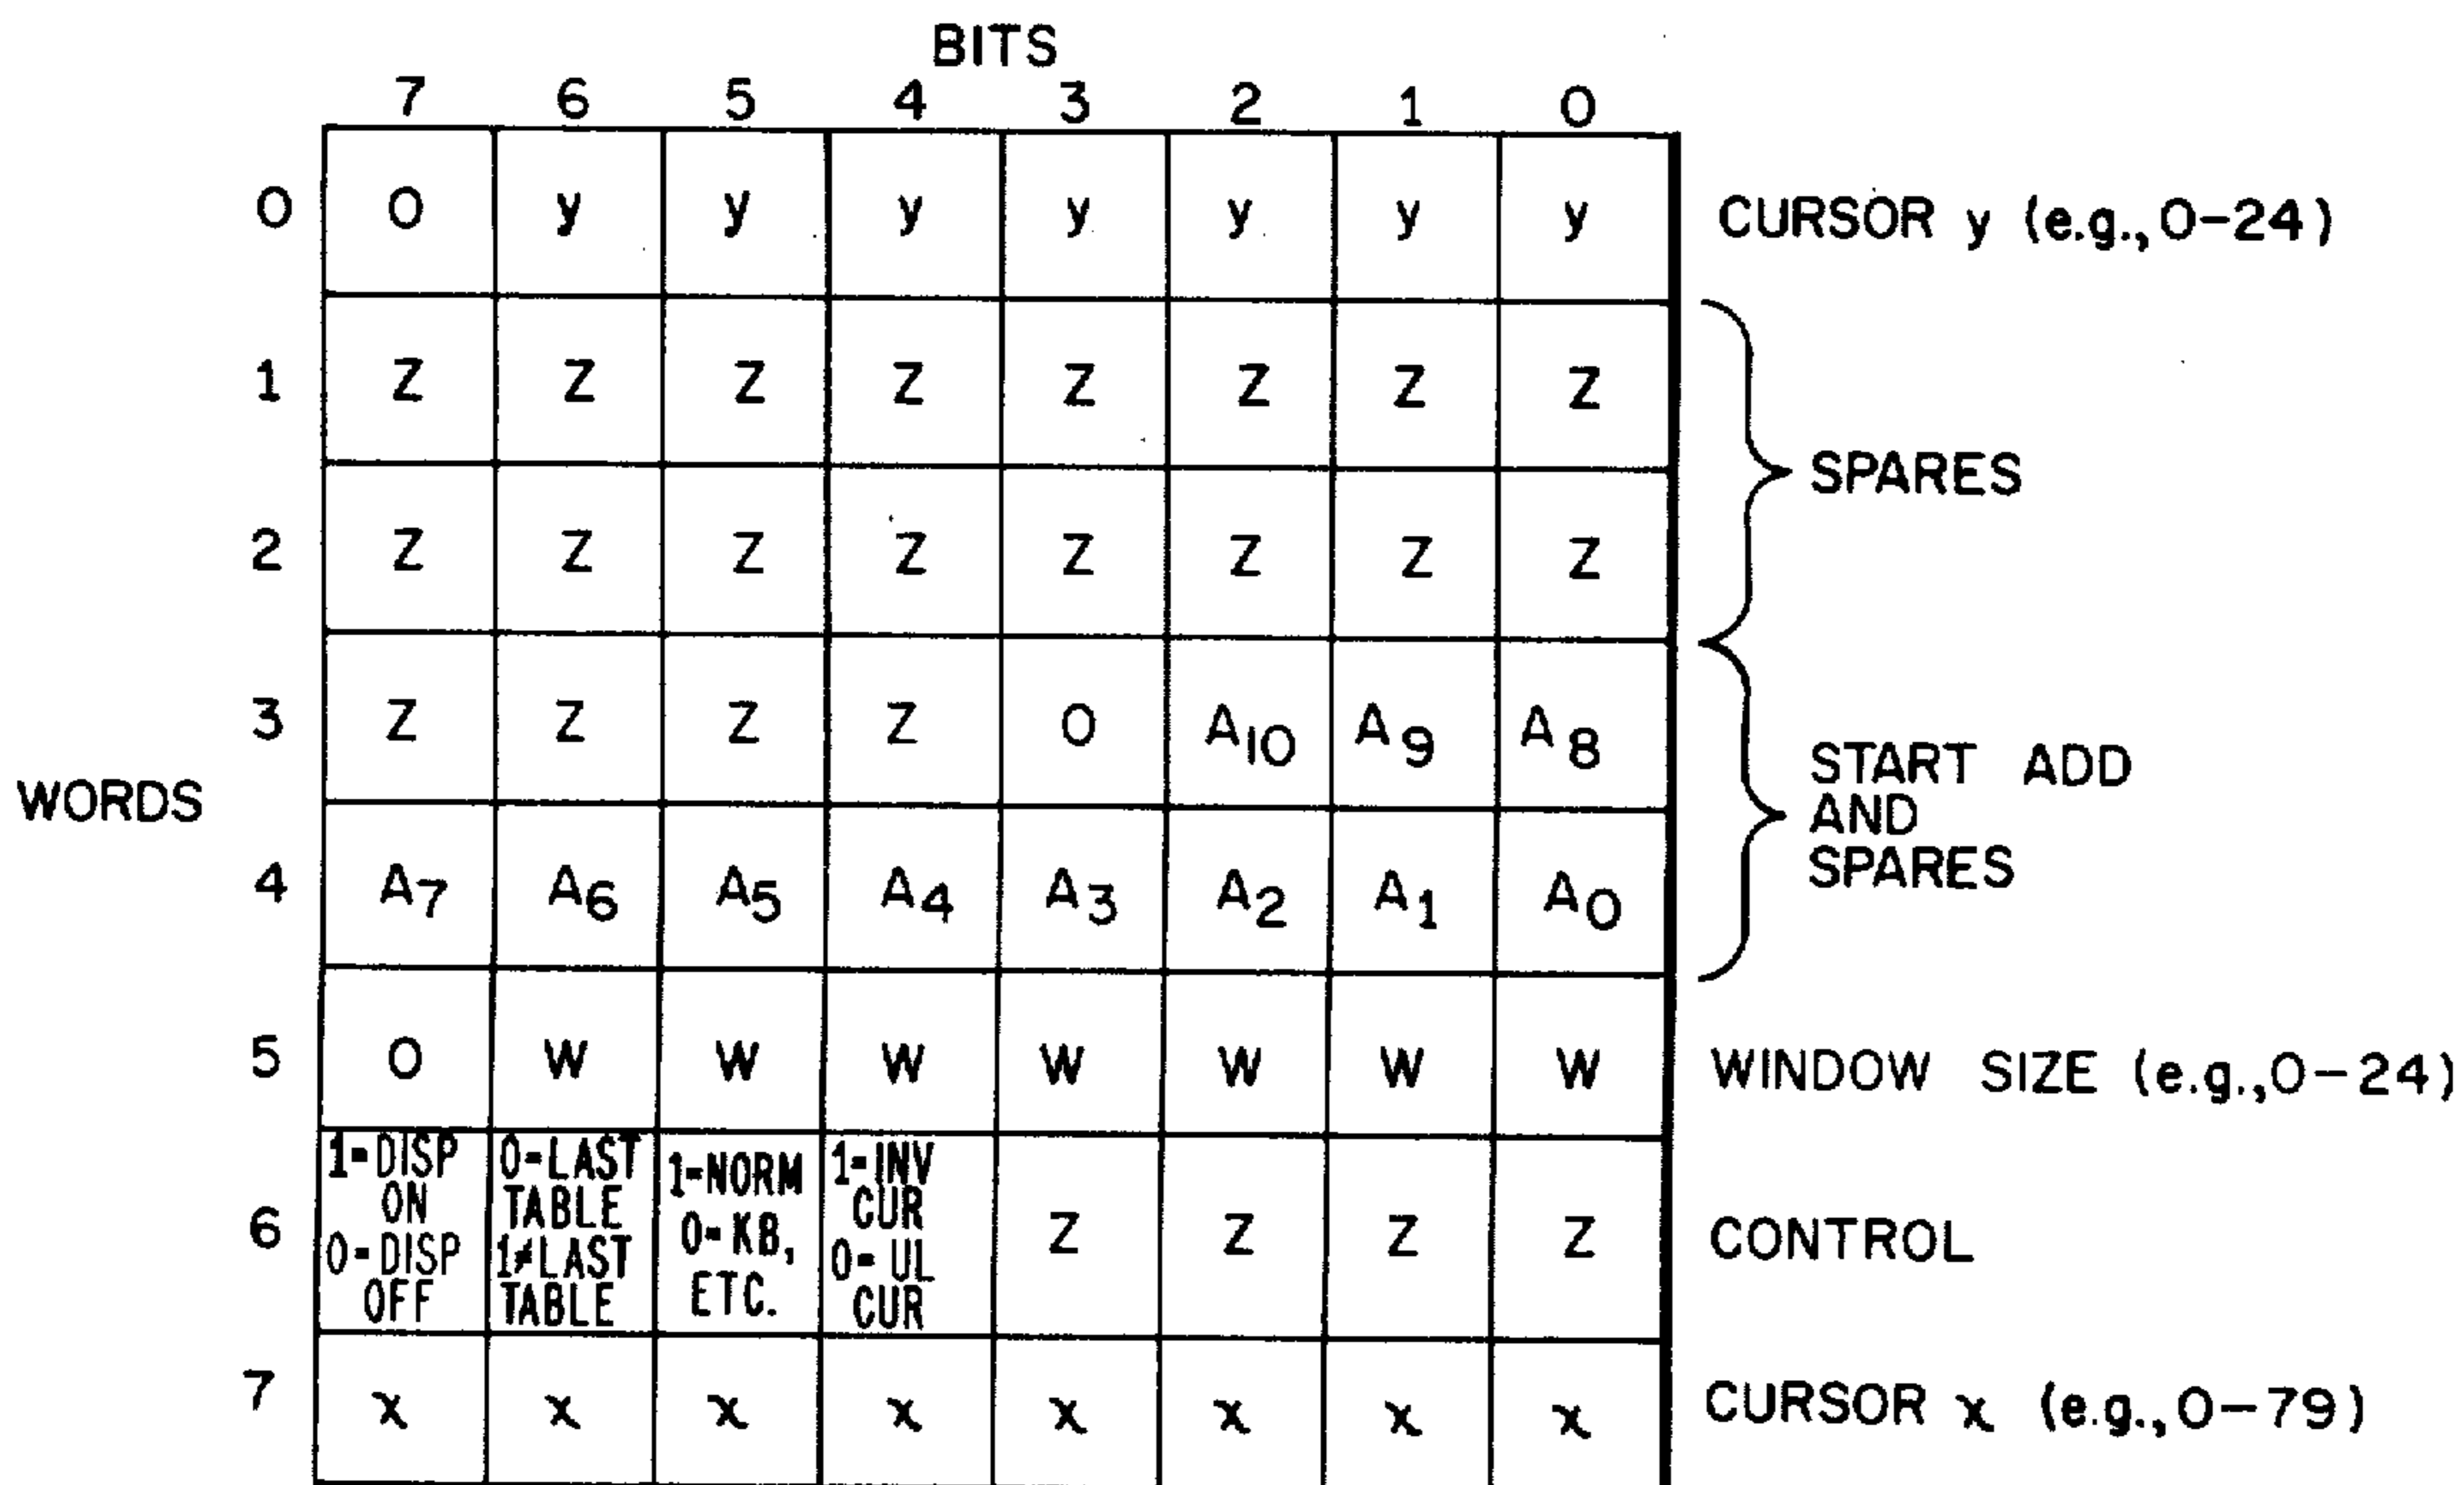 BITS
7 6 5 4 3 2 1 0
0 0 y y y y y y y CURSOR y (e.g., 0-24)
1 Z Z Z Z Z Z Z Z
SPARES
2 Z Z Z Z Z Z Z Z
3 Z Z Z Z 0 A10 A9 A8
START ADD
AND
SPARES
WORDS
4 A7 A6 A5 A4 A3 A2 A1 A0
5 0 W W W W W W W WINDOW SIZE (e.g., 0-24)
6
1=DISP
ON
0=DISP
OFF
0=LAST
TABLE
1≠LAST
TABLE
1=NORM
0=KB,
ETC.
1=INV
CUR
0=UL
CUR
Z Z Z Z CONTROL
7 x x x x x x x x CURSOR x (e.g., 0-79)